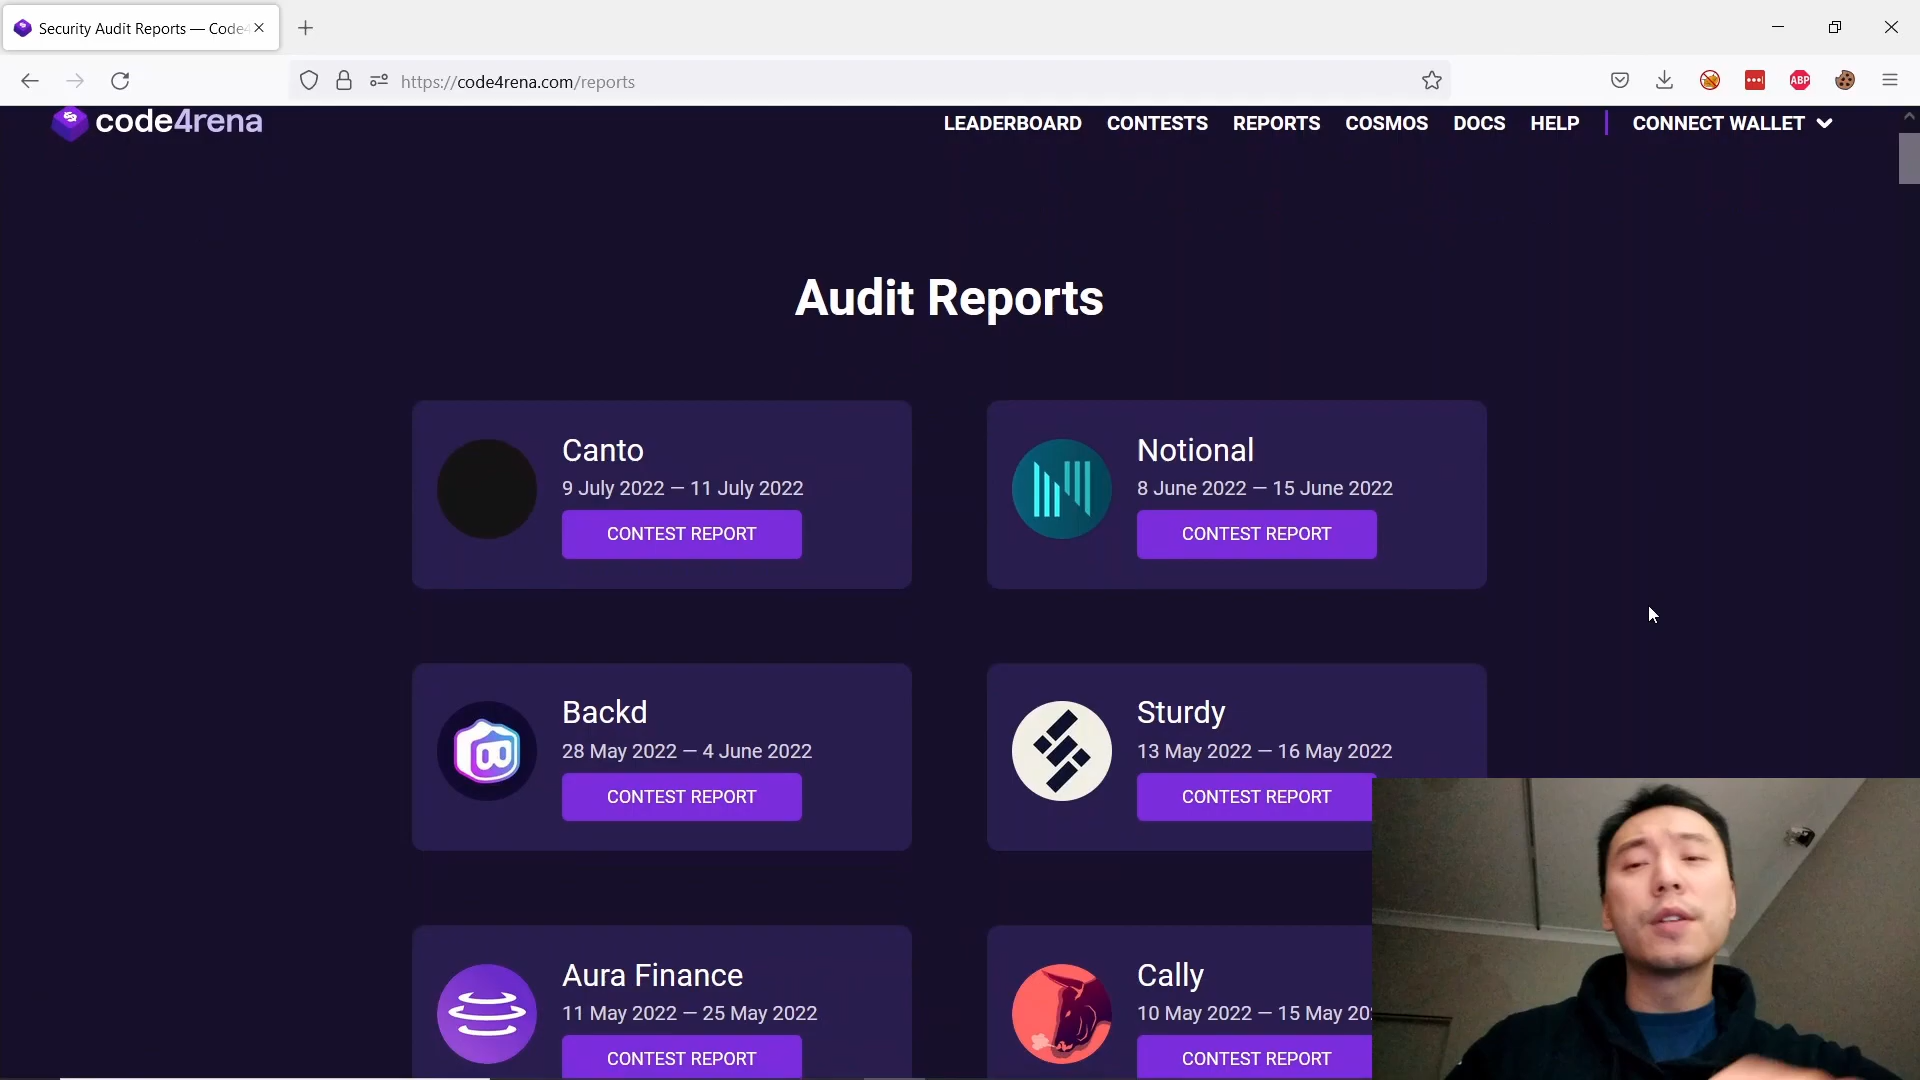 Security Audit Reports — Code4
https://code4rena.com/reports
ABP
code4rena
LEADERBOARD
CONTESTS
REPORTS
COSMOS
DOCS
HELP
CONNECT WALLET
Audit Reports
Canto
9 July 2022 — 11 July 2022
CONTEST REPORT
Notional
8 June 2022 — 15 June 2022
CONTEST REPORT
Backd
28 May 2022 — 4 June 2022
CONTEST REPORT
Sturdy
13 May 2022 — 16 May 2022
CONTEST REPORT
Aura Finance
11 May 2022 — 25 May 2022
CONTEST REPORT
Cally
10 May 2022 — 15 May 20
CONTEST REPORT